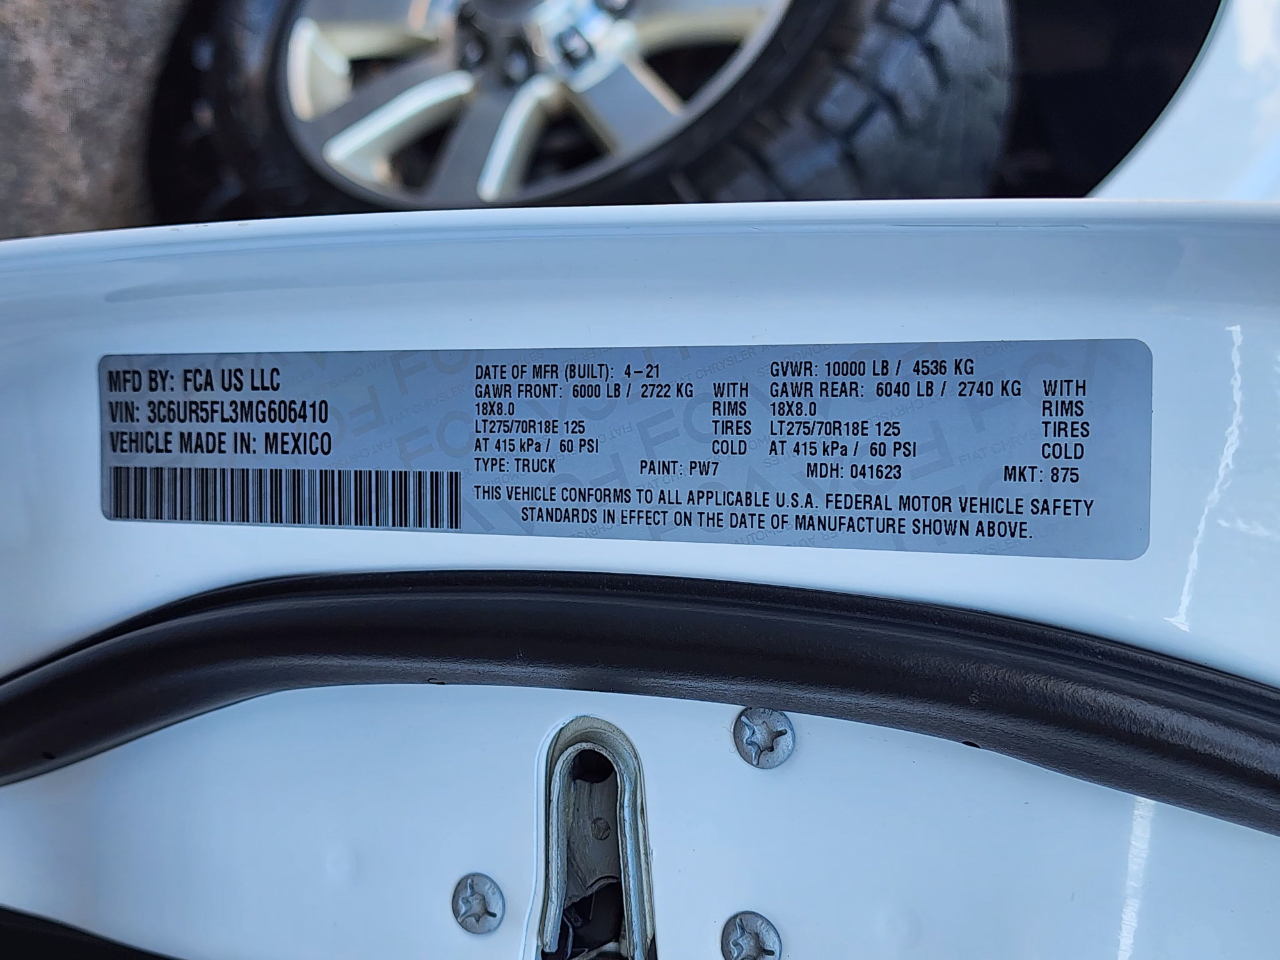 MFD BY: FCA US LLC
VIN: 3C6UR5FL3MG606410
VEHICLE MADE IN: MEXICO
DATE OF MFR (BUILT): 4-21 GVWR: 10000 LB / 4536 KG
GAWR FRONT: 6000 LB / 2722 KG WITH GAWR REAR: 6040 LB / 2740 KG WITH
18X8.0 RIMS 18X8.0 RIMS
LT275/70R18E 125 TIRES LT275/70R18E 125 TIRES
AT 415 kPa / 60 PSI COLD AT 415 kPa / 60 PSI COLD
TYPE: TRUCK PAINT: PW7 MDH: 041623 MKT: 875
THIS VEHICLE CONFORMS TO ALL APPLICABLE U.S.A. FEDERAL MOTOR VEHICLE SAFETY
STANDARDS IN EFFECT ON THE DATE OF MANUFACTURE SHOWN ABOVE.